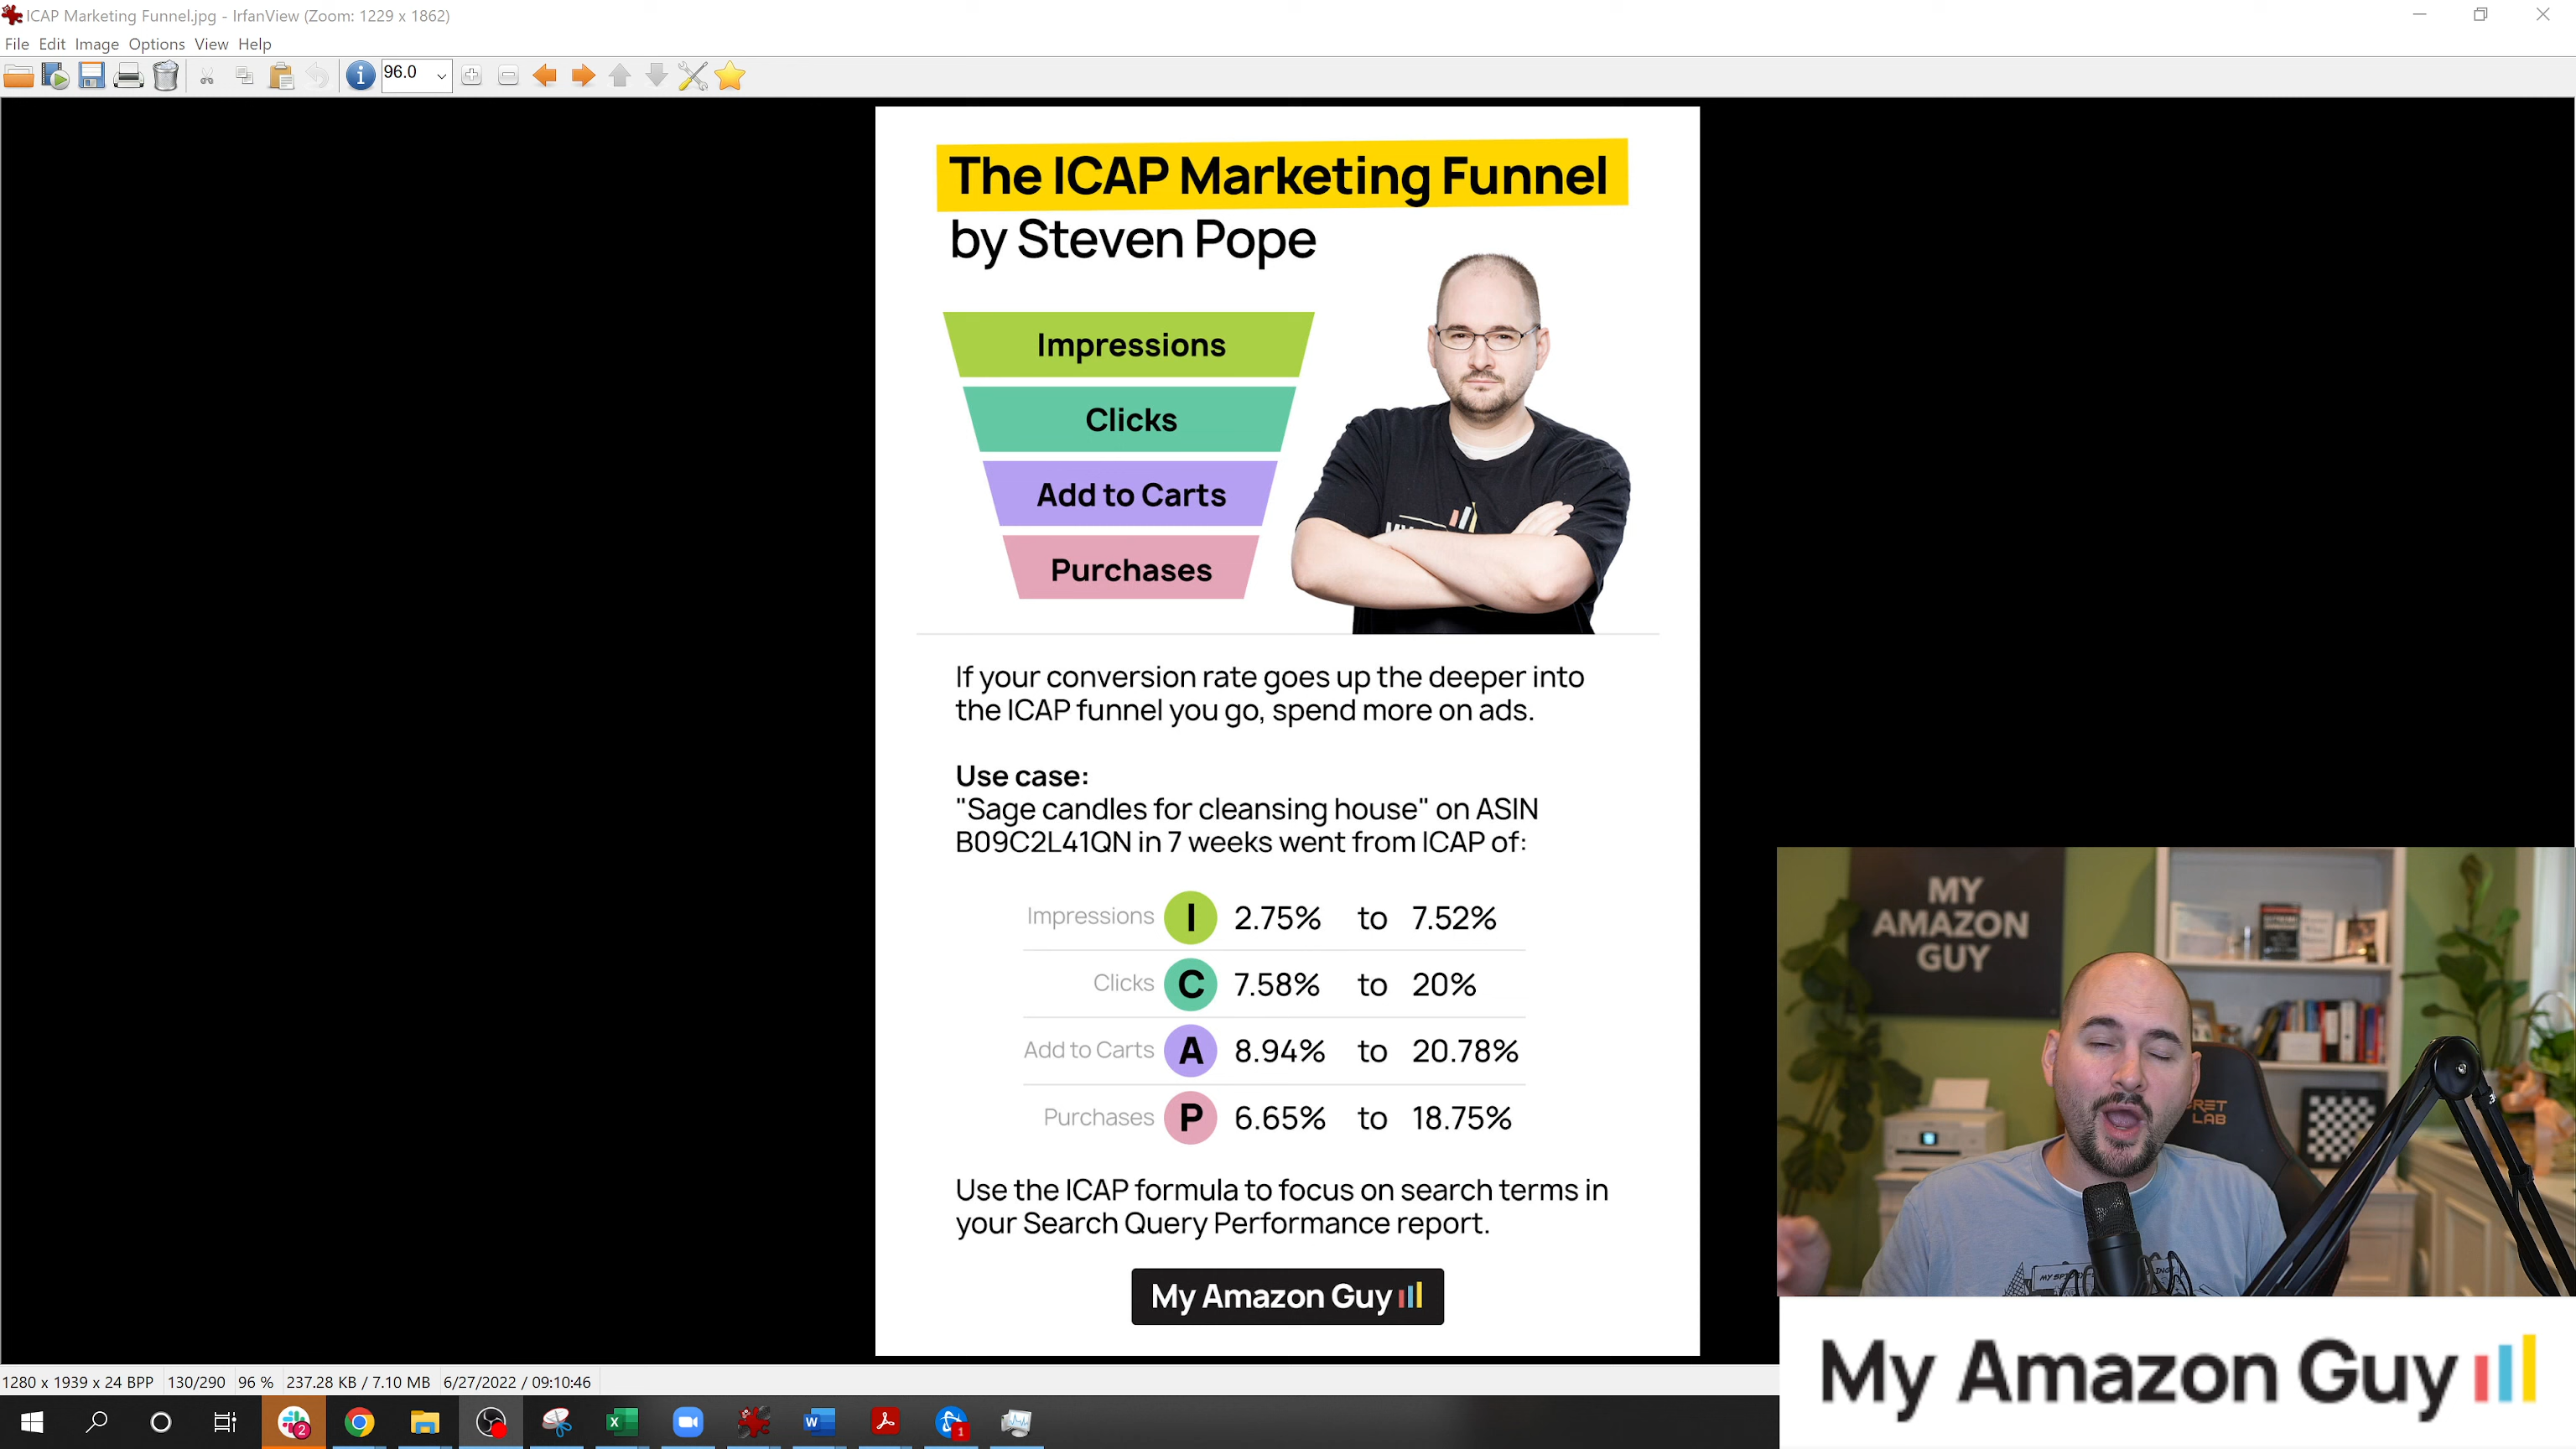 ICAP Marketing Funnel.jpg - IrfanView (Zoom: 1229 x 1862)
File Edit Image Options View Help
96.0
The ICAP Marketing Funnel
by Steven Pope
Impressions
Clicks
Add to Carts
Purchases
If your conversion rate goes up the deeper into
the ICAP funnel you go, spend more on ads.
Use case:
"Sage candles for cleansing house" on ASIN
B09C2L41QN in 7 weeks went from ICAP of:
Impressions I 2.75% to 7.52%
Clicks C 7.58% to 20%
Add to Carts A 8.94% to 20.78%
Purchases P 6.65% to 18.75%
Use the ICAP formula to focus on search terms in
your Search Query Performance report.
My Amazon Guy
MY
AMAZON
GUY
LAB
My Amazon Guy
1280 x 1939 x 24 BPP 130/290 96 % 237.28 KB / 7.10 MB 6/27/2022 / 09:10:46
2
1